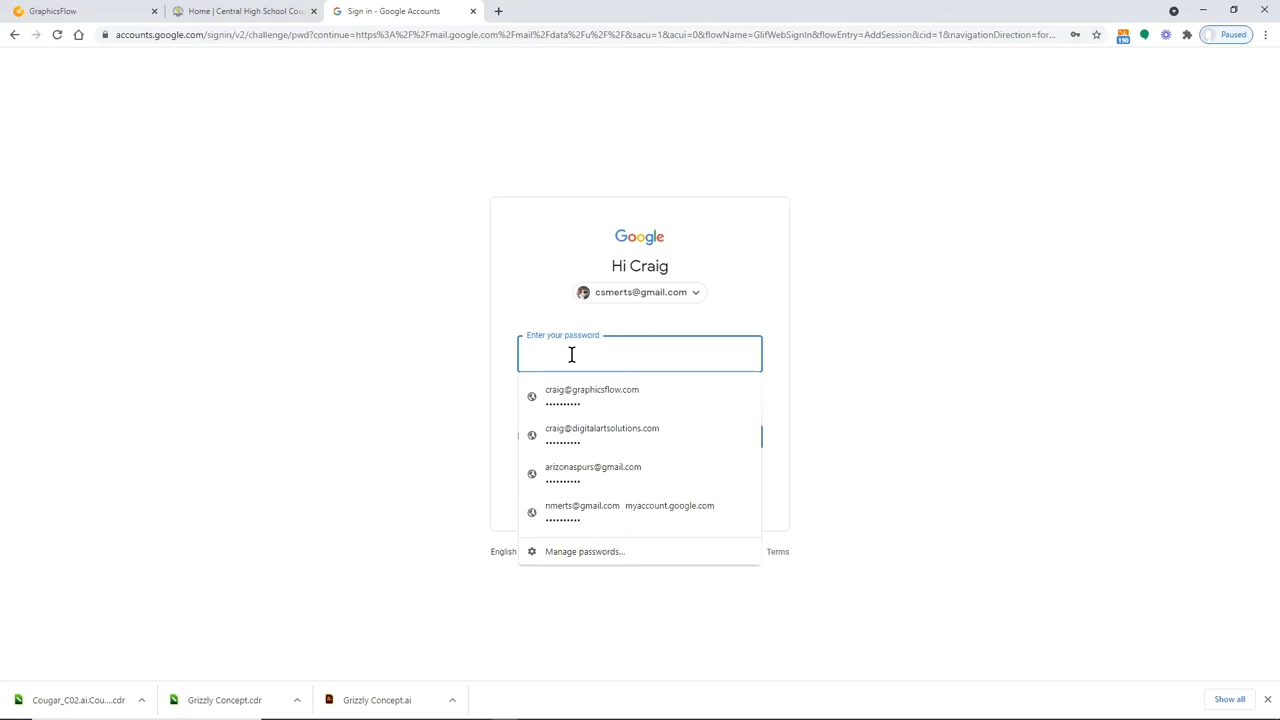 GraphicsFlow
Home | Central High School Cou
Sign in - Google Accounts
accounts.google.com/signin/v2/challenge/pwd?continue=https%3A%2F%2Fmail.google.com%2Fmail%2Fdata%2Fu%2F%2F&sacu=1&acui=0&flowName=GlifWebSignIn&flowEntry=AddSession&cid=1&navigationDirection=for...
190
Paused
Google
Hi Craig
csmerts@gmail.com
Enter your password
craig@graphicsflow.com
••••••••••
craig@digitalartsolutions.com
••••••••••
arizonaspurs@gmail.com
••••••••••
nmerts@gmail.com myaccount.google.com
••••••••••
English
Manage passwords...
Terms
Cougar_C02.ai.Cou....cdr
Grizzly Concept.cdr
Grizzly Concept.ai
Show all